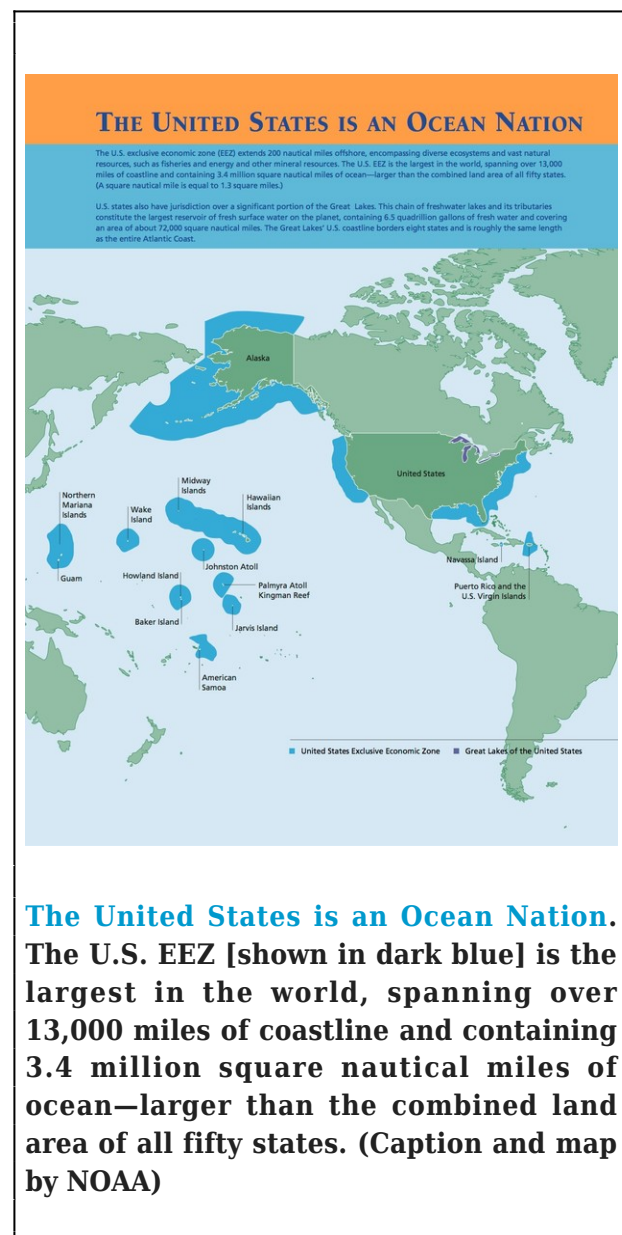 THE UNITED STATES IS AN OCEAN NATION
The U.S. exclusive economic zone (EEZ) extends 200 nautical miles offshore, encompassing diverse ecosystems and vast natural
resources, such as fisheries and energy and other mineral resources. The U.S. EEZ is the largest in the world, spanning over 13,000
miles of coastline and containing 3.4 million square nautical miles of ocean—larger than the combined land area of all fifty states.
(A square nautical mile is equal to 1.3 square miles.)
U.S. states also have jurisdiction over a significant portion of the Great Lakes. This chain of freshwater lakes and its tributaries
constitute the largest reservoir of fresh surface water on the planet, containing 6.5 quadrillion gallons of fresh water and covering
an area of about 72,000 square nautical miles. The Great Lakes' U.S. coastline borders eight states and is roughly the same length
as the entire Atlantic Coast.
Alaska
United States
Northern
Mariana
Islands
Wake
Island
Midway
Islands
Hawaiian
Islands
Guam
Johnston Atoll
Howland Island
Palmyra Atoll
Kingman Reef
Baker Island
Jarvis Island
American
Samoa
Navassa Island
Puerto Rico and the
U.S. Virgin Islands
United States Exclusive Economic Zone
Great Lakes of the United States
The United States is an Ocean Nation.
The U.S. EEZ [shown in dark blue] is the
largest in the world, spanning over
13,000 miles of coastline and containing
3.4 million square nautical miles of
ocean—larger than the combined land
area of all fifty states. (Caption and map
by NOAA)